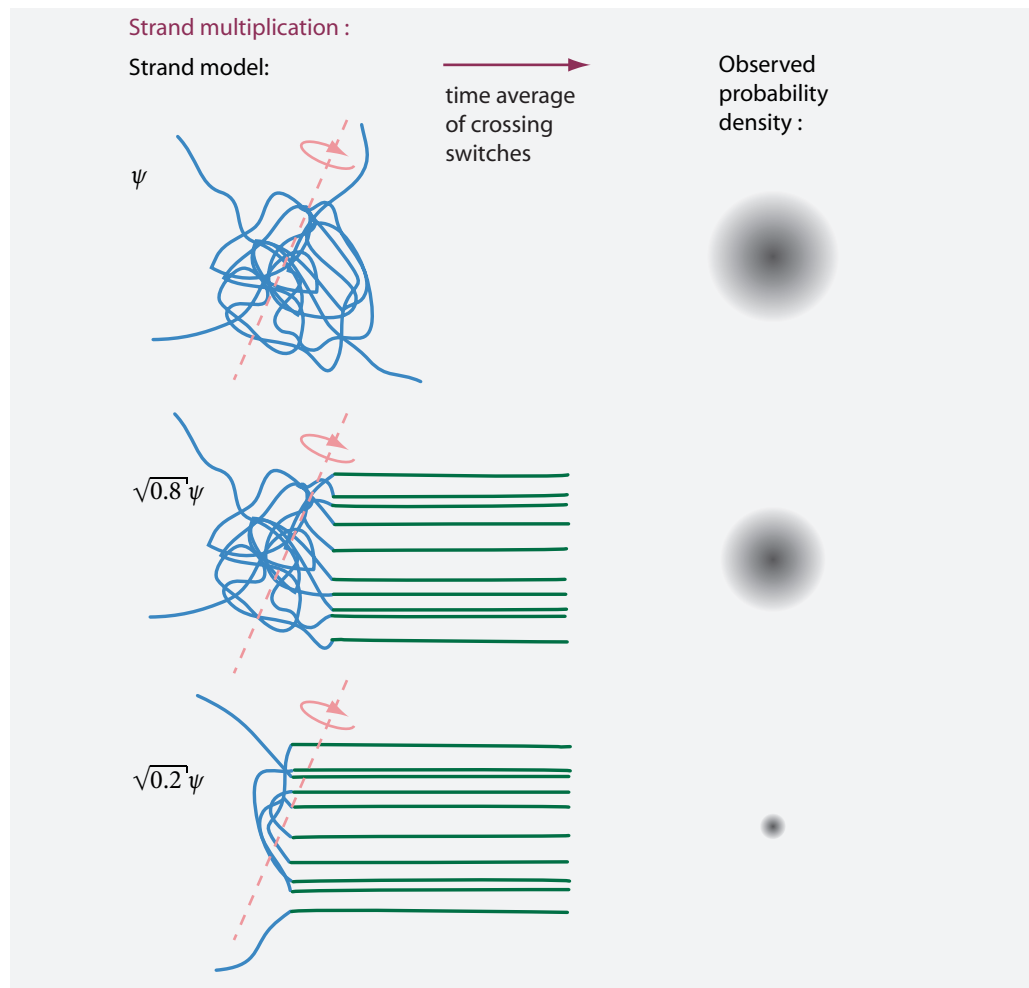 Strand multiplication :
Strand model:
time average
of crossing
switches
Observed
probability
density :
ψ
√0.8 ψ
√0.2 ψ